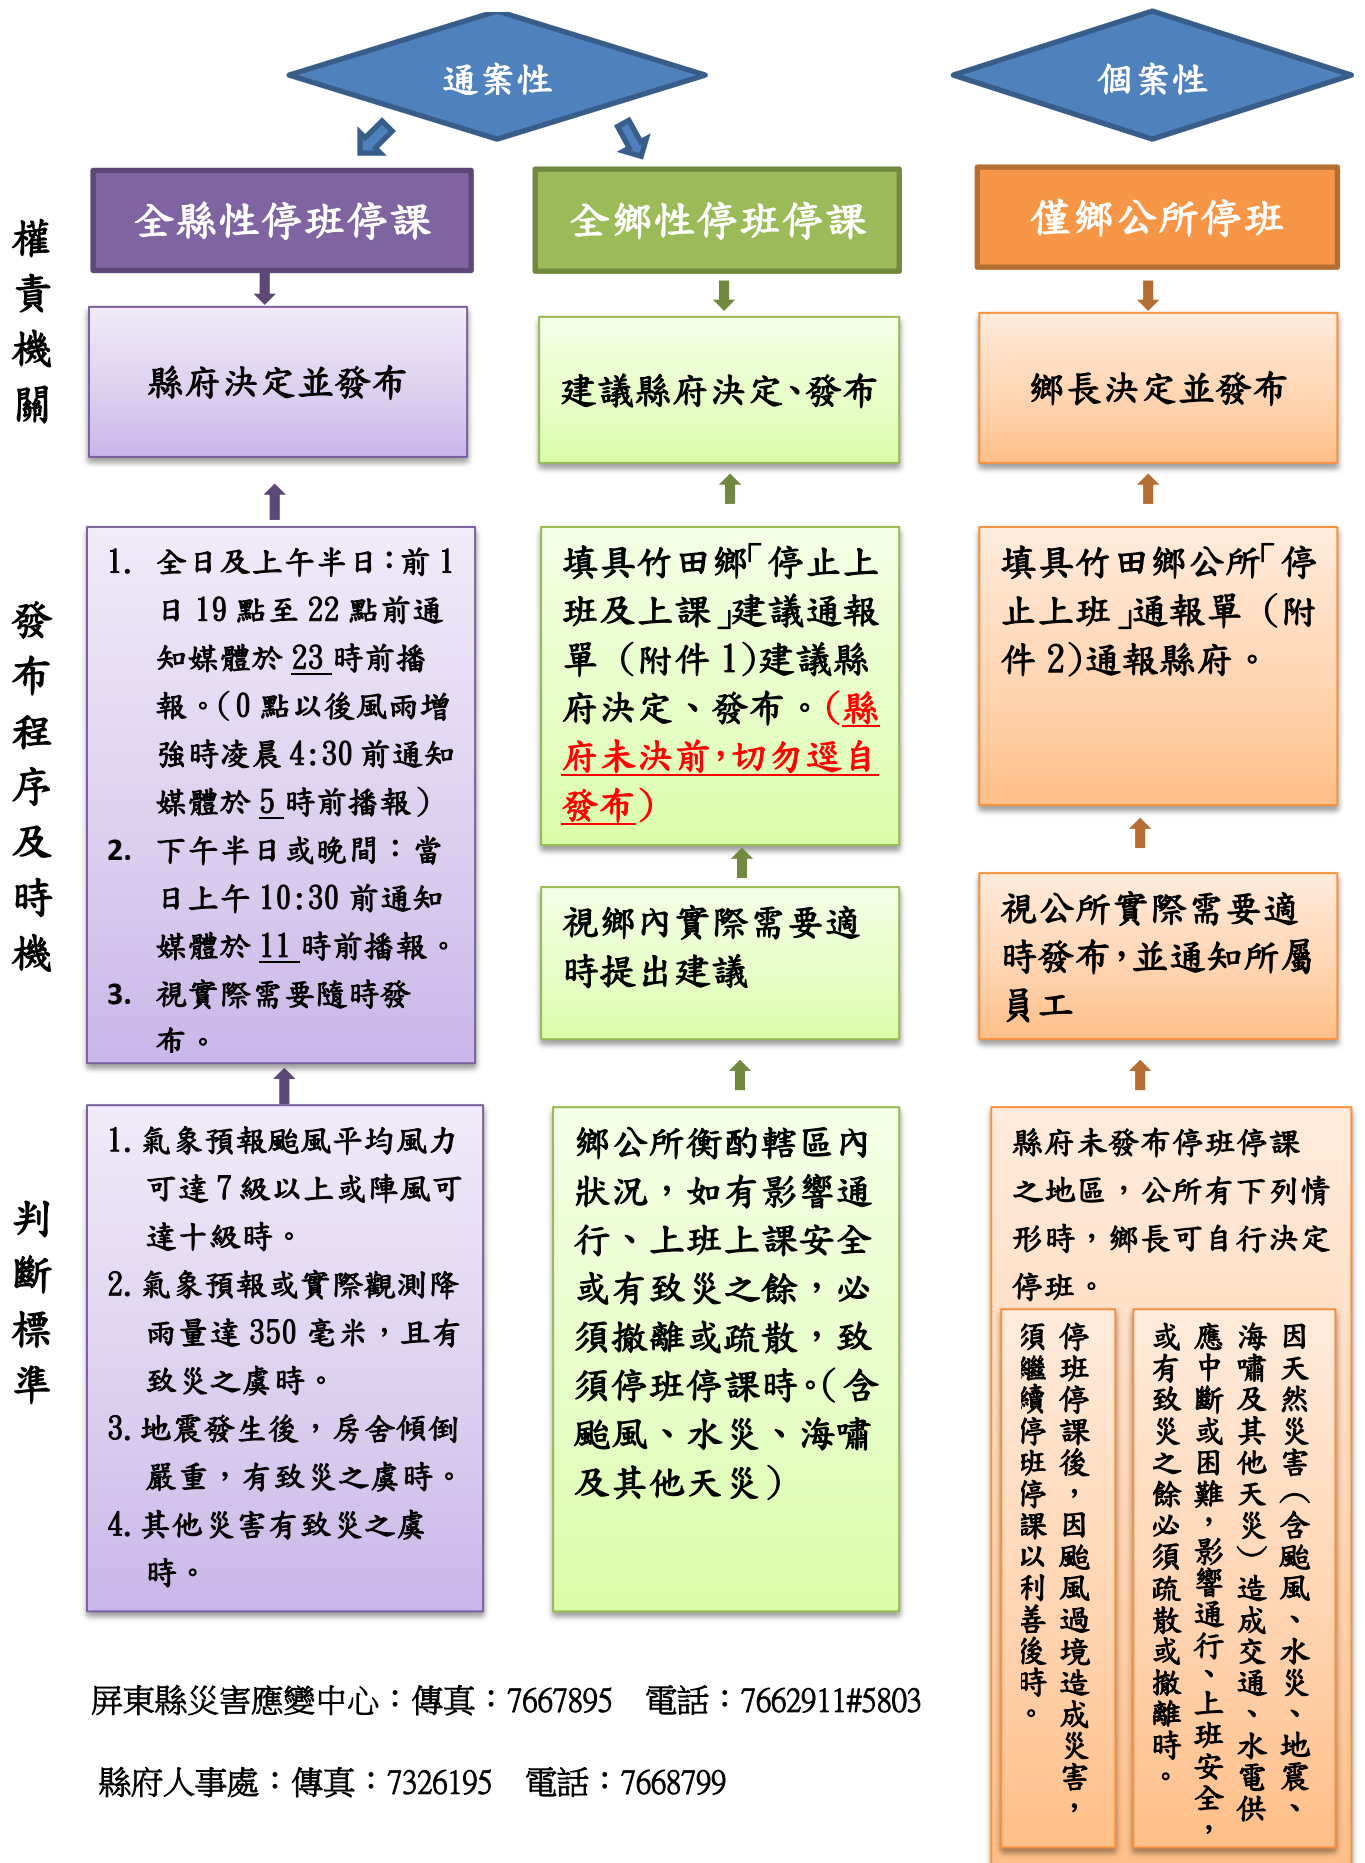 通案性
個案性
權責機關
全縣性停班停課
全鄉性停班停課
僅鄉公所停班
縣府決定並發布
建議縣府決定、發布
鄉長決定並發布
發布程序及時機
1. 全日及上午半日：前 1
日 19 點至 22 點前通
知媒體於 23 時前播
報。(0 點以後風雨增
強時凌晨 4:30 前通知
媒體於 5 時前播報)
2. 下午半日或晚間：當
日上午 10:30 前通知
媒體於 11 時前播報。
3. 視實際需要隨時發
布。
填具竹田鄉「停止上
班及上課」建議通報
單 (附件 1)建議縣
府決定、發布。(縣
府未決前，切勿逕自
發布)
視鄉內實際需要適
時提出建議
填具竹田鄉公所「停
止上班」通報單 (附
件 2)通報縣府。
視公所實際需要適
時發布，並通知所屬
員工
判斷標準
1. 氣象預報颱風平均風力
可達 7 級以上或陣風可
達十級時。
2. 氣象預報或實際觀測降
雨量達 350 毫米，且有
致災之虞時。
3. 地震發生後，房舍傾倒
嚴重，有致災之虞時。
4. 其他災害有致災之虞
時。
鄉公所衡酌轄區內
狀況，如有影響通
行、上班上課安全
或有致災之餘，必
須撤離或疏散，致
須停班停課時。(含
颱風、水災、海嘯
及其他天災)
縣府未發布停班停課
之地區，公所有下列情
形時，鄉長可自行決定
停班。
因天然災害（含颱風、水災、地震、
海嘯及其他天災）造成交通、水電供
應中斷或困難，影響通行、上班安全，
或有致災之餘必須疏散或撤離時。
停班停課後，因颱風過境造成災害，
須繼續停班停課以利善後時。
屏東縣災害應變中心：傳真：7667895 電話：7662911#5803
縣府人事處：傳真：7326195 電話：7668799